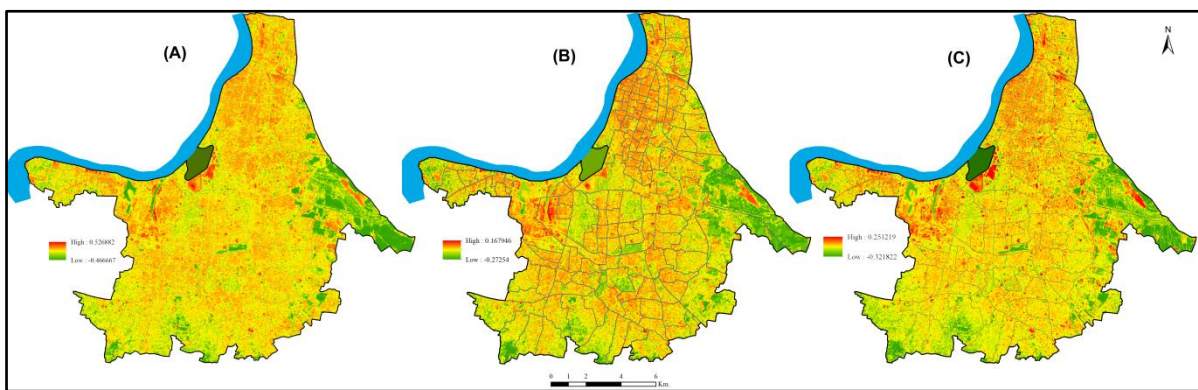 (A)
High : 0.526882
Low : -0.466667
(B)
High : 0.167946
Low : -0.27254
(C)
High : 0.251219
Low : -0.321822
N
0 1 2 4 6
Km.